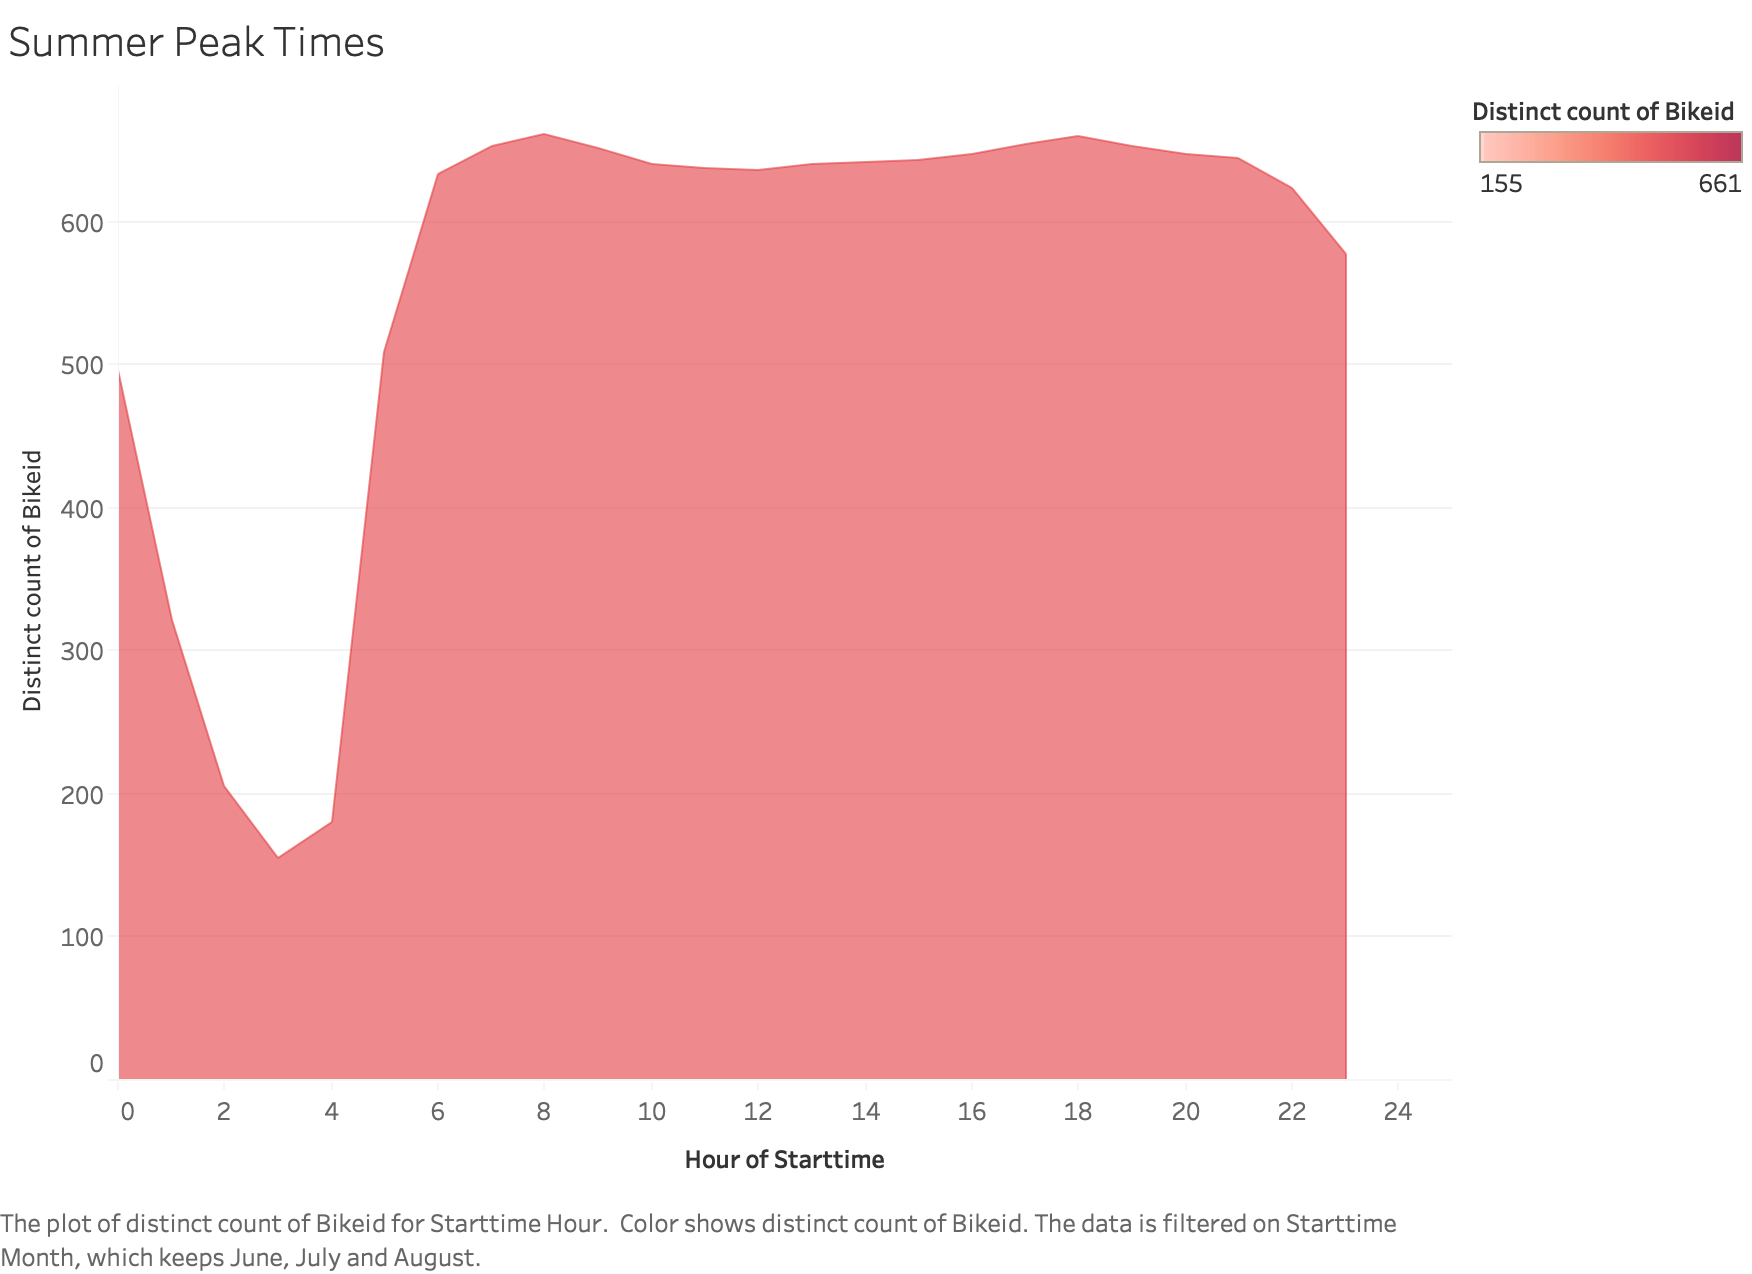 Summer Peak Times
Distinct count of Bikeid
155 661
600
500
400
300
200
100
0
Distinct count of Bikeid
0 2 4 6 8 10 12 14 16 18 20 22 24
Hour of Starttime
The plot of distinct count of Bikeid for Starttime Hour.  Color shows distinct count of Bikeid. The data is filtered on Starttime
Month, which keeps June, July and August.